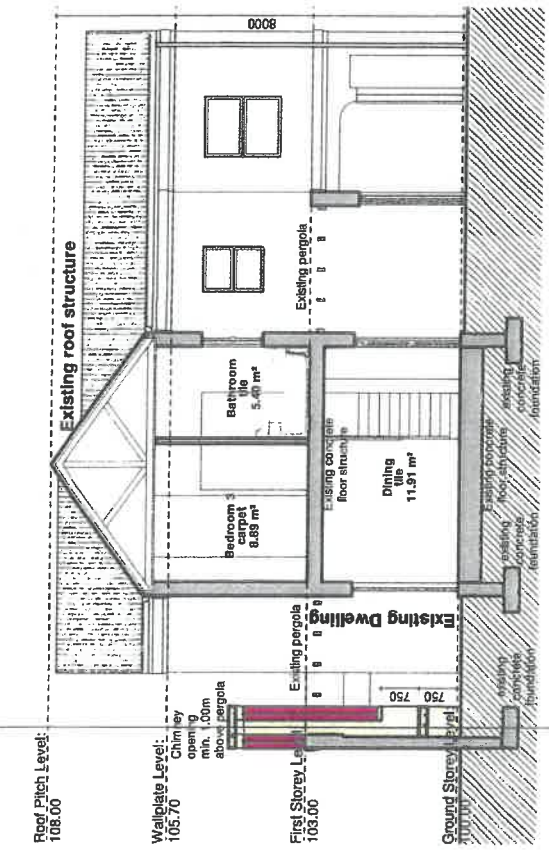 Roof Pitch Level:
108.00
Wallplate Level:
105.70
Chimney
opening
min. 1.00m
above pergola
First Storey Level
103.00
Ground Storey Level
100.00
Existing roof structure
8000
Bedroom 3
carpet
8.89 m²
Bathroom
tile
5.40 m²
Existing pergola
Existing pergola
Existing Dwelling
Existing concrete
floor structure
Dining
tile
11.91 m²
750
750
Existing concrete
floor structure
existing
concrete
foundation
existing
concrete
foundation
existing
concrete
foundation